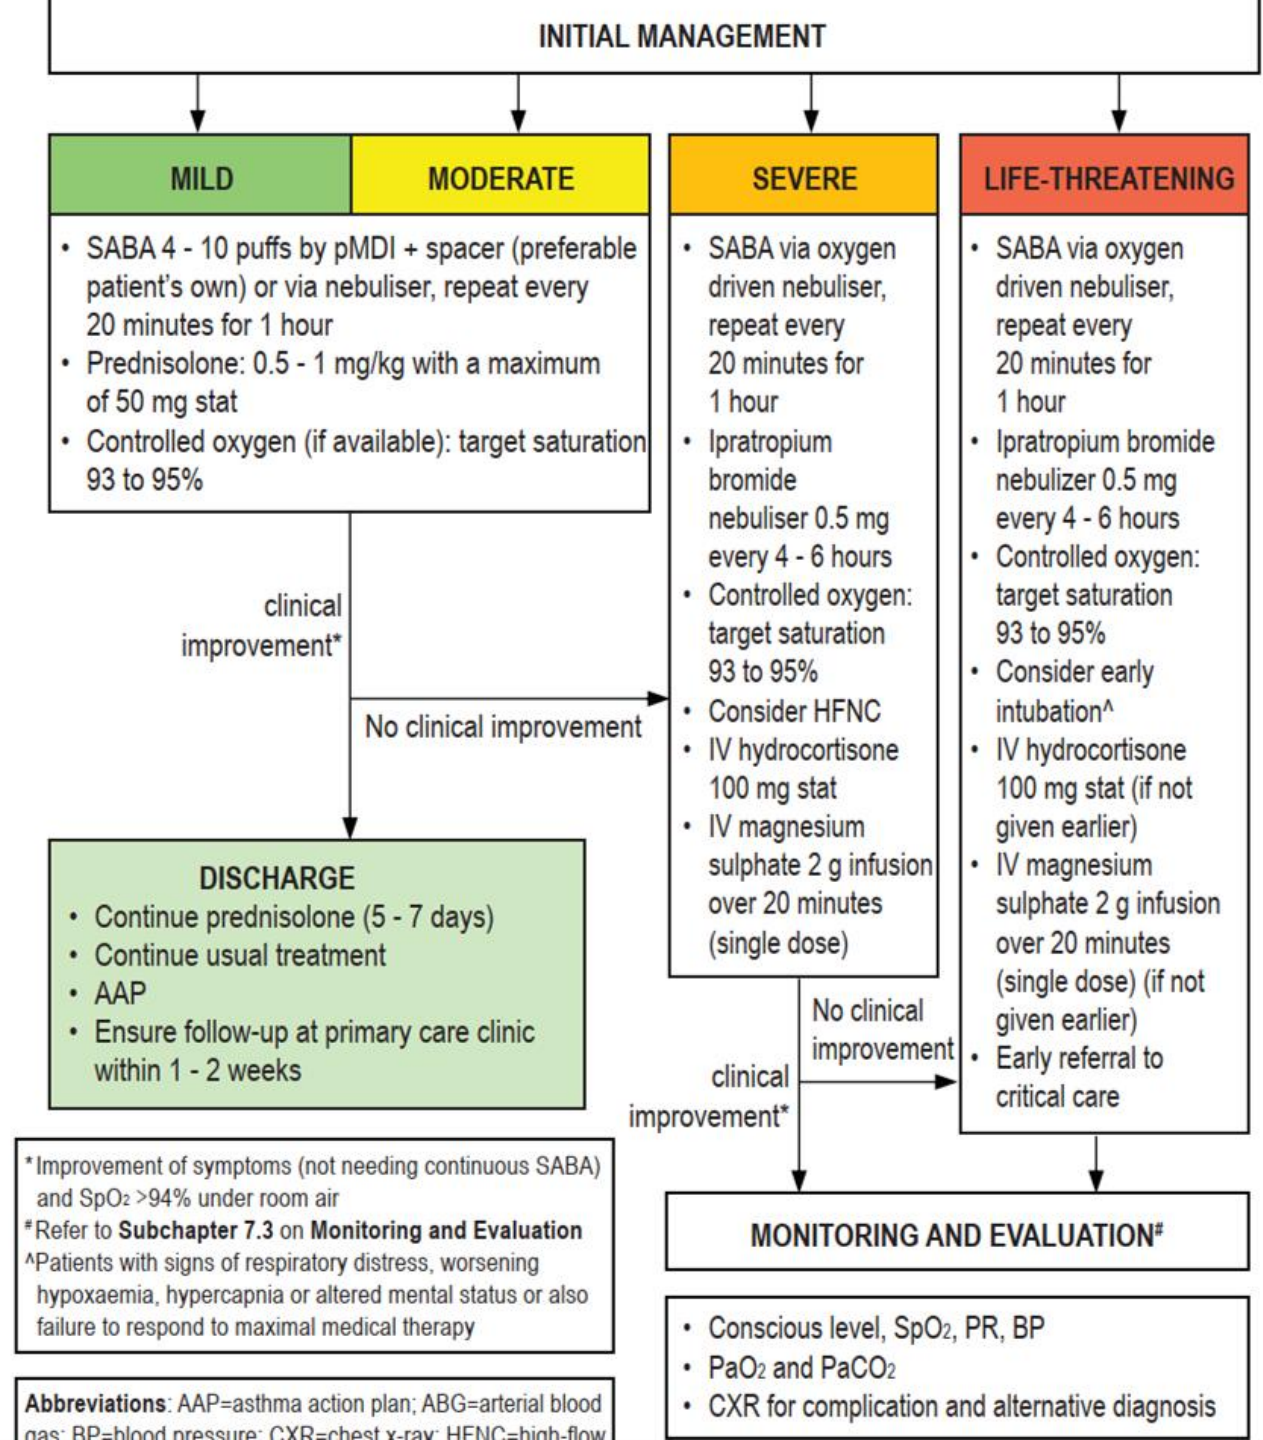 INITIAL MANAGEMENT
MILD
MODERATE
• SABA 4 - 10 puffs by pMDI + spacer (preferable
patient's own) or via nebuliser, repeat every
20 minutes for 1 hour
• Prednisolone: 0.5 - 1 mg/kg with a maximum
of 50 mg stat
• Controlled oxygen (if available): target saturation
93 to 95%
SEVERE
• SABA via oxygen
driven nebuliser,
repeat every
20 minutes for
1 hour
• Ipratropium
bromide
nebuliser 0.5 mg
every 4 - 6 hours
• Controlled oxygen:
target saturation
93 to 95%
• Consider HFNC
• IV hydrocortisone
100 mg stat
• IV magnesium
sulphate 2 g infusion
over 20 minutes
(single dose)
LIFE-THREATENING
• SABA via oxygen
driven nebuliser,
repeat every
20 minutes for
1 hour
• Ipratropium bromide
nebulizer 0.5 mg
every 4 - 6 hours
• Controlled oxygen:
target saturation
93 to 95%
• Consider early
intubation^
• IV hydrocortisone
100 mg stat (if not
given earlier)
• IV magnesium
sulphate 2 g infusion
over 20 minutes
(single dose) (if not
given earlier)
• Early referral to
critical care
clinical
improvement*
No clinical improvement
DISCHARGE
• Continue prednisolone (5 - 7 days)
• Continue usual treatment
• AAP
• Ensure follow-up at primary care clinic
within 1 - 2 weeks
No clinical
improvement
clinical
improvement*
MONITORING AND EVALUATION#
• Conscious level, SpO2, PR, BP
• PaO2 and PaCO2
• CXR for complication and alternative diagnosis
*Improvement of symptoms (not needing continuous SABA)
and SpO2 >94% under room air
#Refer to Subchapter 7.3 on Monitoring and Evaluation
^Patients with signs of respiratory distress, worsening
hypoxaemia, hypercapnia or altered mental status or also
failure to respond to maximal medical therapy
Abbreviations: AAP=asthma action plan; ABG=arterial blood
gas; BP=blood pressure; CXR=chest x-ray; HFNC=high-flow